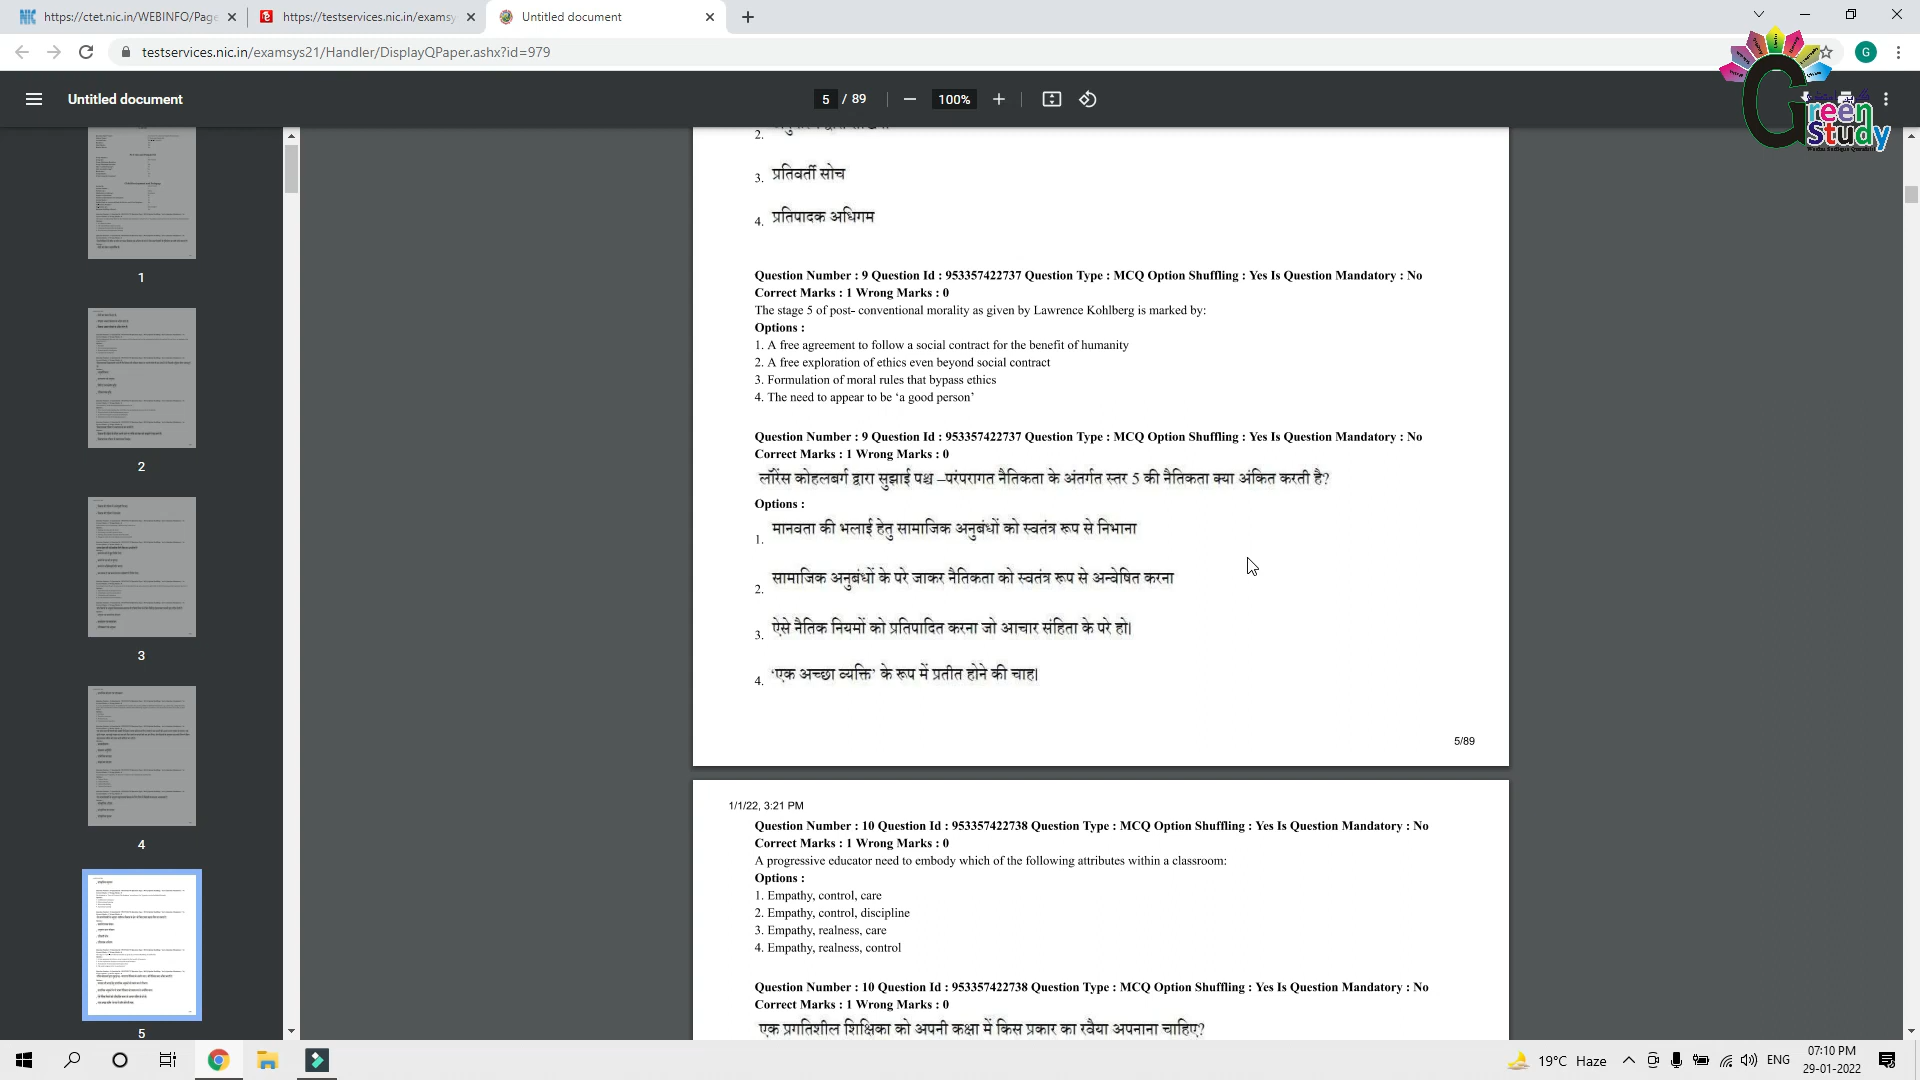 https://ctet.nic.in/WEBINFO/Page
https://testservices.nic.in/examsy
Untitled document
testservices.nic.in/examsys21/Handler/DisplayQPaper.ashx?id=979
G
Untitled document
5 / 89
100%
Green
Study
1
2
3
4
5
2.
3. प्रतिवर्ती सोच
4. प्रतिपादक अधिगम
Question Number : 9 Question Id : 953357422737 Question Type : MCQ Option Shuffling : Yes Is Question Mandatory : No
Correct Marks : 1 Wrong Marks : 0
The stage 5 of post- conventional morality as given by Lawrence Kohlberg is marked by:
Options :
1. A free agreement to follow a social contract for the benefit of humanity
2. A free exploration of ethics even beyond social contract
3. Formulation of moral rules that bypass ethics
4. The need to appear to be ‘a good person’
Question Number : 9 Question Id : 953357422737 Question Type : MCQ Option Shuffling : Yes Is Question Mandatory : No
Correct Marks : 1 Wrong Marks : 0
लॉरेंस कोहलबर्ग द्वारा सुझाई पश्च –परंपरागत नैतिकता के अंतर्गत स्तर 5 की नैतिकता क्या अंकित करती है?
Options :
1. मानवता की भलाई हेतु सामाजिक अनुबंधों को स्वतंत्र रूप से निभाना
2. सामाजिक अनुबंधों के परे जाकर नैतिकता को स्वतंत्र रूप से अन्वेषित करना
3. ऐसे नैतिक नियमों को प्रतिपादित करना जो आचार संहिता के परे हो।
4. ‘एक अच्छा व्यक्ति’ के रूप में प्रतीत होने की चाह।
5/89
1/1/22, 3:21 PM
Question Number : 10 Question Id : 953357422738 Question Type : MCQ Option Shuffling : Yes Is Question Mandatory : No
Correct Marks : 1 Wrong Marks : 0
A progressive educator need to embody which of the following attributes within a classroom:
Options :
1. Empathy, control, care
2. Empathy, control, discipline
3. Empathy, realness, care
4. Empathy, realness, control
Question Number : 10 Question Id : 953357422738 Question Type : MCQ Option Shuffling : Yes Is Question Mandatory : No
Correct Marks : 1 Wrong Marks : 0
एक प्रगतिशील शिक्षिका को अपनी कक्षा में किस प्रकार का रवैया अपनाना चाहिए?
19°C Haze
ENG
07:10 PM
29-01-2022